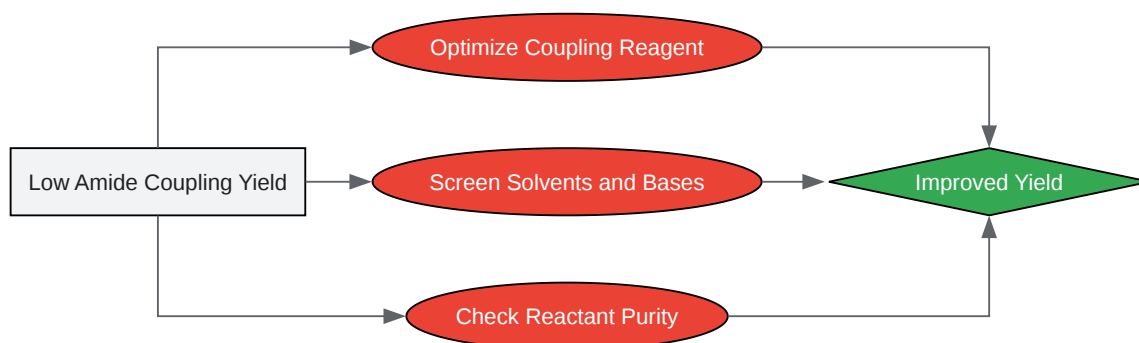 Optimize Coupling Reagent
Low Amide Coupling Yield
Screen Solvents and Bases
Improved Yield
Check Reactant Purity